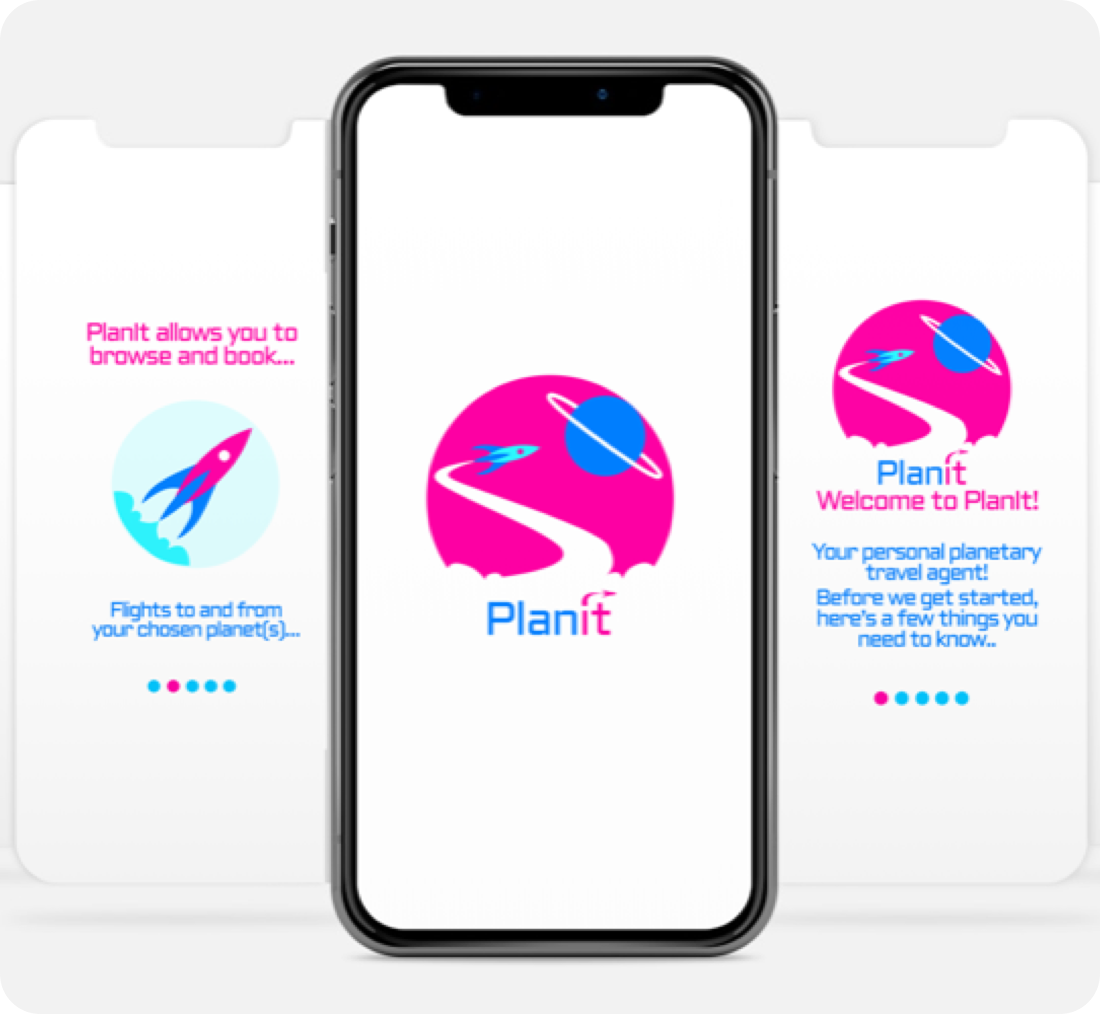 PlanIt allows you to
browse and book...
Flights to and from
your chosen planet(s)...
Planit
Planit
Welcome to PlanIt!
Your personal planetary
travel agent!
Before we get started,
here's a few things you
need to know..